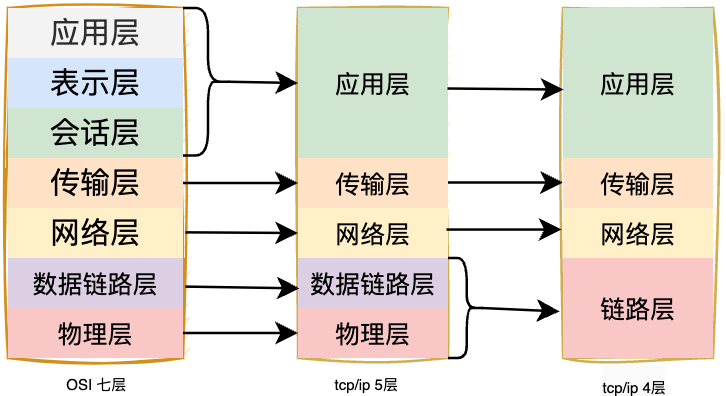 应用层
表示层
会话层
传输层
网络层
数据链路层
物理层
OSI 七层
应用层
传输层
网络层
数据链路层
物理层
tcp/ip 5层
应用层
传输层
网络层
链路层
tcp/ip 4层